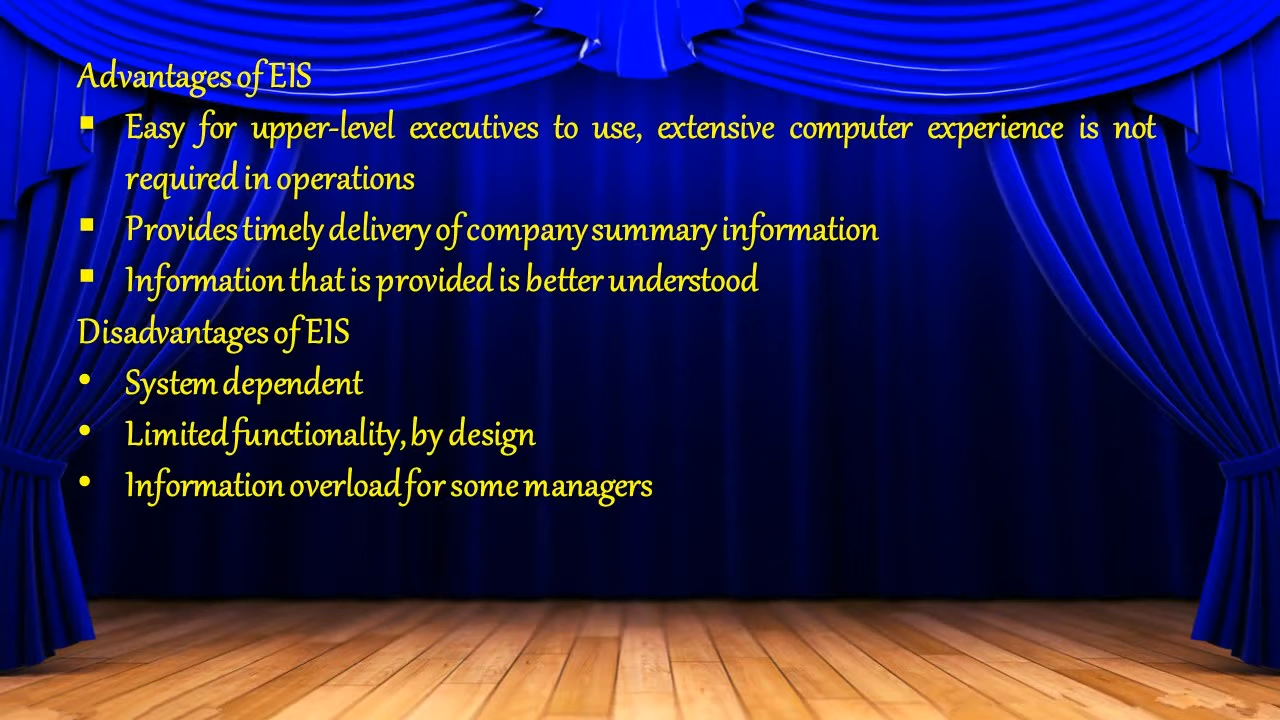 Advantages of EIS
▪ Easy for upper-level executives to use, extensive computer experience is not
required in operations
▪ Provides timely delivery of company summary information
▪ Information that is provided is better understood
Disadvantages of EIS
• System dependent
• Limited functionality, by design
• Information overload for some managers